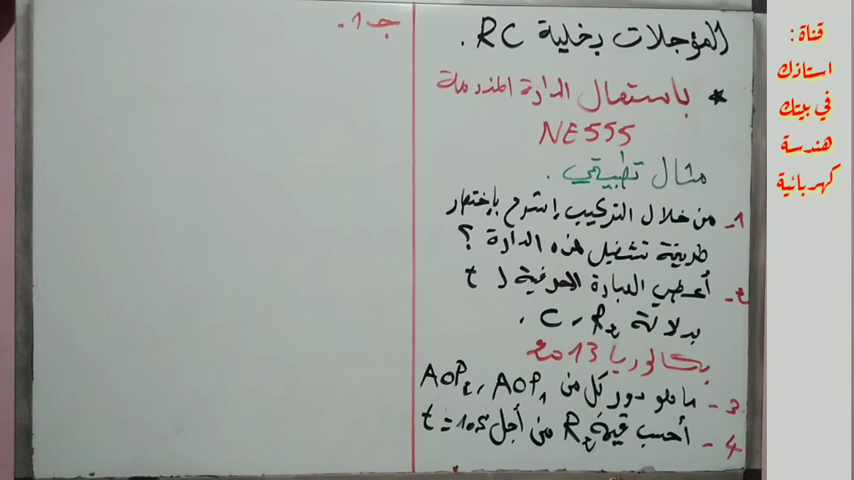 المؤجلات بخلية RC.
* باستعمال الدارة المندمجة
NE555
مثال تطبيقي.
1- من خلال التركيب إشرح بإختصار
طريقة تشغيل هذه الدارة ؟
2- أعطي العبارة الحرفية لـ t
بدلالة R2 و C.
بكالوريا 2013
3- ما هو دور كل من AOP1 و AOP2
4- أحسب قيمة R2 من أجل t=10s
ج1-
قناة :
استاذك
في بيتك
هندسة
كهربائية